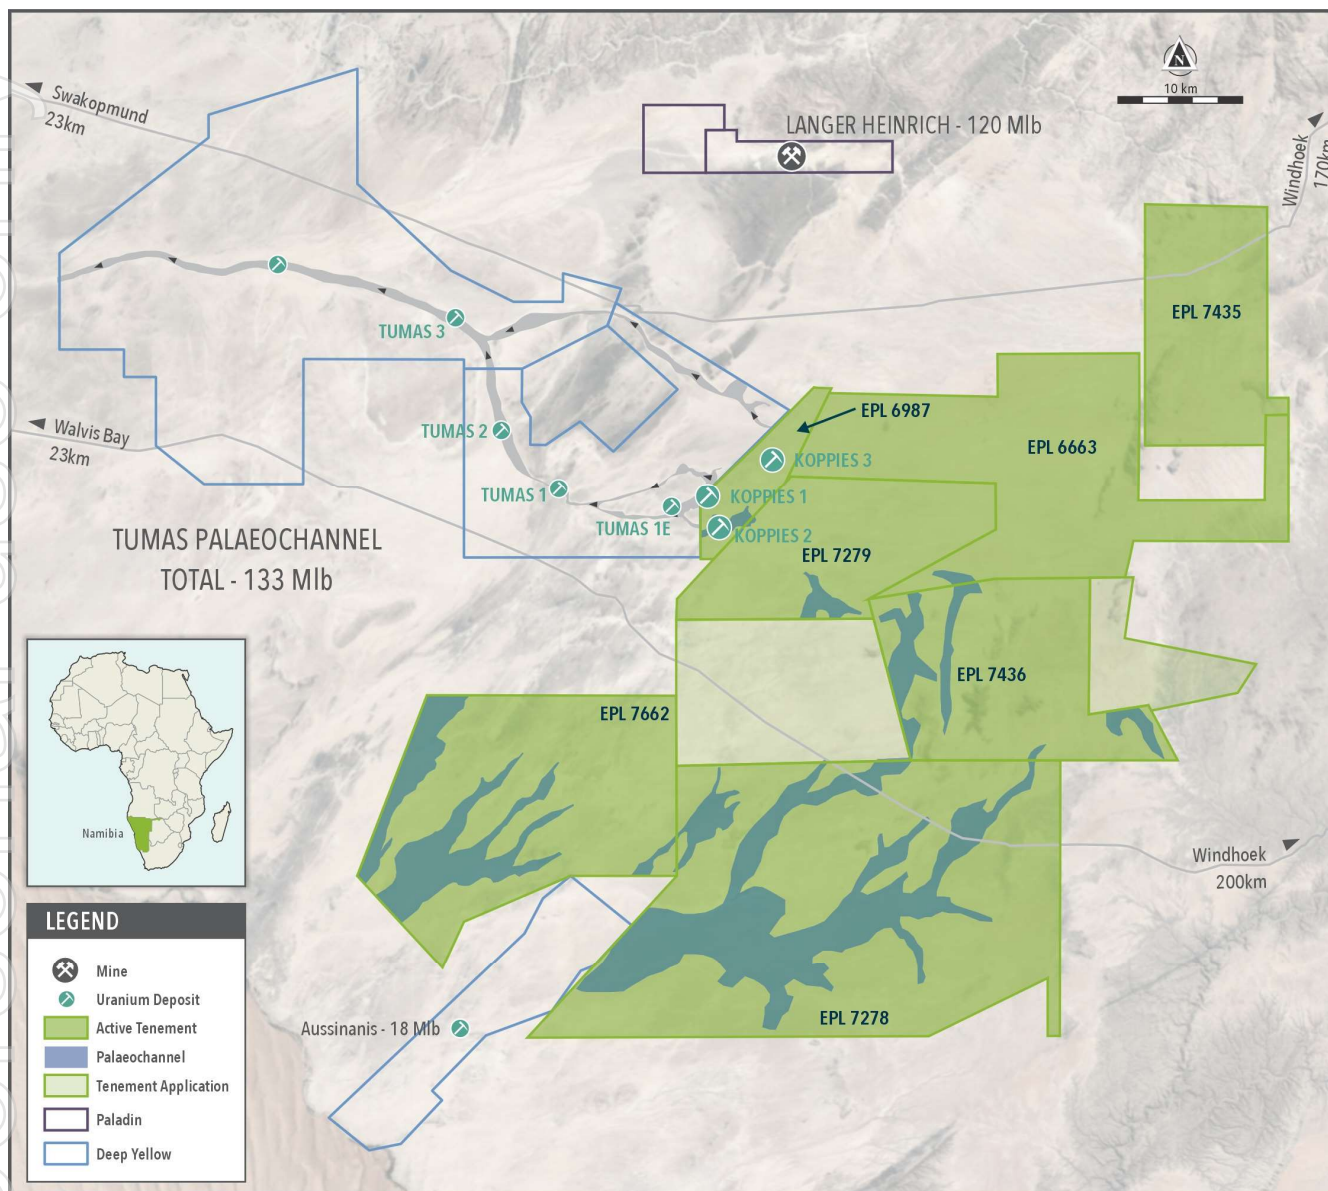 N
10 km
Swakopmund
23km
LANGER HEINRICH - 120 Mlb
Windhoek
170km
EPL 7435
TUMAS 3
EPL 6987
Walvis Bay
23km
TUMAS 2
EPL 6663
KOPPIES 3
TUMAS 1
KOPPIES 1
TUMAS 1E
KOPPIES 2
TUMAS PALAEOCHANNEL
TOTAL - 133 Mlb
EPL 7279
EPL 7436
EPL 7662
Namibia
Windhoek
200km
EPL 7278
Aussinanis - 18 Mlb
LEGEND
Mine
Uranium Deposit
Active Tenement
Palaeochannel
Tenement Application
Paladin
Deep Yellow